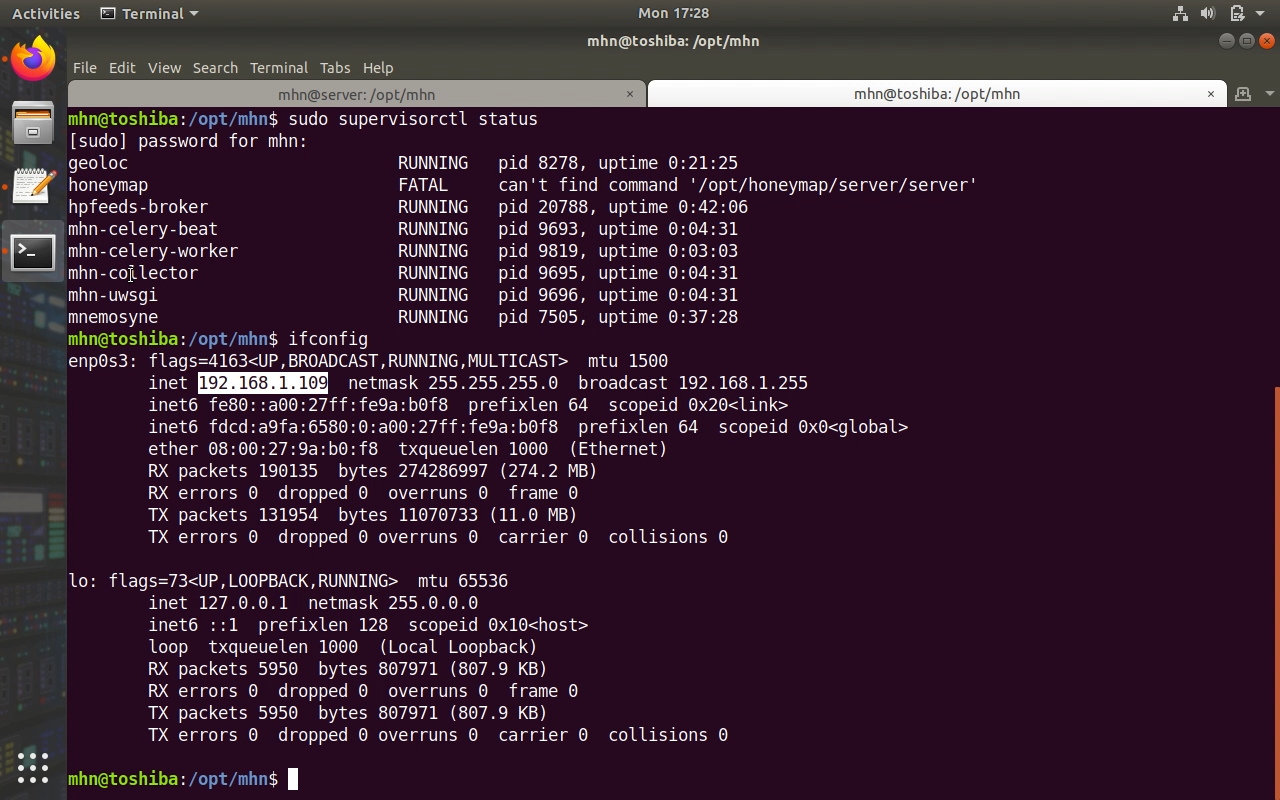 Activities Terminal Mon 17:28
mhn@toshiba: /opt/mhn
File Edit View Search Terminal Tabs Help
mhn@server: /opt/mhn × mhn@toshiba: /opt/mhn ×
mhn@toshiba:/opt/mhn$ sudo supervisorctl status
[sudo] password for mhn:
geoloc                           RUNNING   pid 8278, uptime 0:21:25
honeymap                         FATAL     can't find command '/opt/honeymap/server/server'
hpfeeds-broker                   RUNNING   pid 20788, uptime 0:42:06
mhn-celery-beat                  RUNNING   pid 9693, uptime 0:04:31
mhn-celery-worker                RUNNING   pid 9819, uptime 0:03:03
mhn-collector                    RUNNING   pid 9695, uptime 0:04:31
mhn-uwsgi                        RUNNING   pid 9696, uptime 0:04:31
mnemosyne                        RUNNING   pid 7505, uptime 0:37:28
mhn@toshiba:/opt/mhn$ ifconfig
enp0s3: flags=4163<UP,BROADCAST,RUNNING,MULTICAST>  mtu 1500
        inet 192.168.1.109  netmask 255.255.255.0  broadcast 192.168.1.255
        inet6 fe80::a00:27ff:fe9a:b0f8  prefixlen 64  scopeid 0x20<link>
        inet6 fdcd:a9fa:6580:0:a00:27ff:fe9a:b0f8  prefixlen 64  scopeid 0x0<global>
        ether 08:00:27:9a:b0:f8  txqueuelen 1000  (Ethernet)
        RX packets 190135  bytes 274286997 (274.2 MB)
        RX errors 0  dropped 0  overruns 0  frame 0
        TX packets 131954  bytes 11070733 (11.0 MB)
        TX errors 0  dropped 0 overruns 0  carrier 0  collisions 0
lo: flags=73<UP,LOOPBACK,RUNNING>  mtu 65536
        inet 127.0.0.1  netmask 255.0.0.0
        inet6 ::1  prefixlen 128  scopeid 0x10<host>
        loop  txqueuelen 1000  (Local Loopback)
        RX packets 5950  bytes 807971 (807.9 KB)
        RX errors 0  dropped 0  overruns 0  frame 0
        TX packets 5950  bytes 807971 (807.9 KB)
        TX errors 0  dropped 0 overruns 0  carrier 0  collisions 0
mhn@toshiba:/opt/mhn$